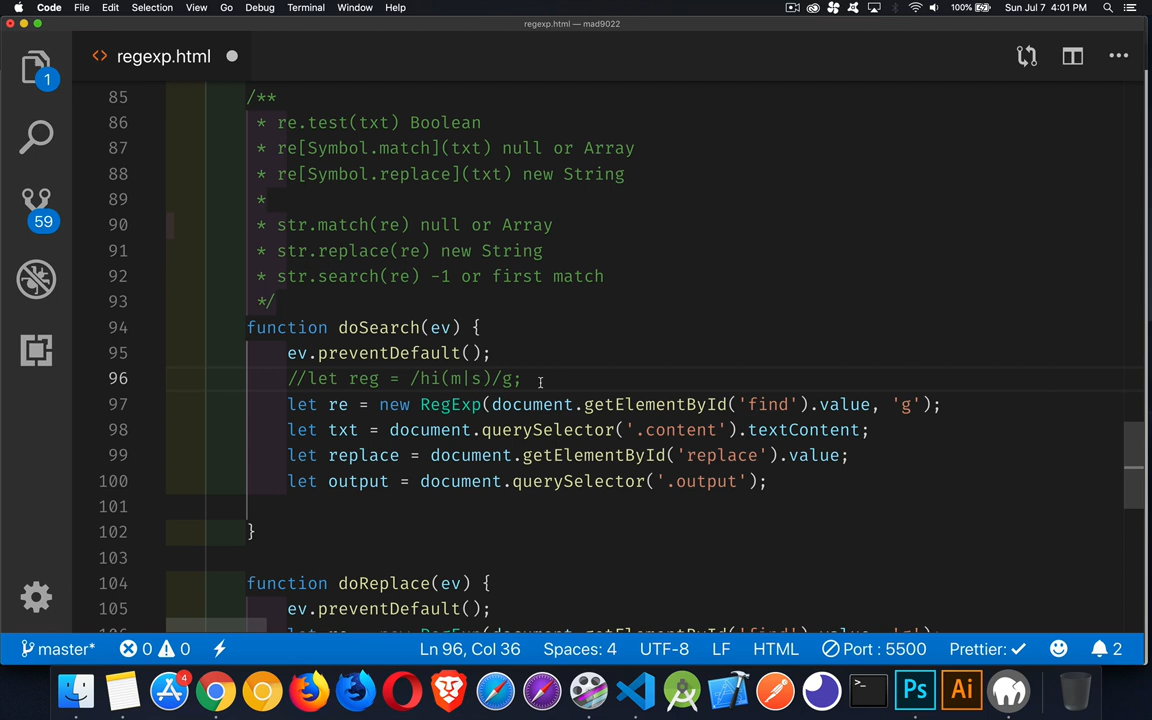 Code File Edit Selection View Go Debug Terminal Window Help 100% Sun Jul 7 4:01 PM
regexp.html — mad9022
<> regexp.html
1
59
85 /**
86 * re.test(txt) Boolean
87 * re[Symbol.match](txt) null or Array
88 * re[Symbol.replace](txt) new String
89 *
90 * str.match(re) null or Array
91 * str.replace(re) new String
92 * str.search(re) -1 or first match
93 */
94 function doSearch(ev) {
95 ev.preventDefault();
96 //let reg = /hi(m|s)/g;
97 let re = new RegExp(document.getElementById('find').value, 'g');
98 let txt = document.querySelector('.content').textContent;
99 let replace = document.getElementById('replace').value;
100 let output = document.querySelector('.output');
101
102 }
103
104 function doReplace(ev) {
105 ev.preventDefault();
master* 0 0 Ln 96, Col 36 Spaces: 4 UTF-8 LF HTML Port : 5500 Prettier: ✓ 2
4 >_ Ps Ai